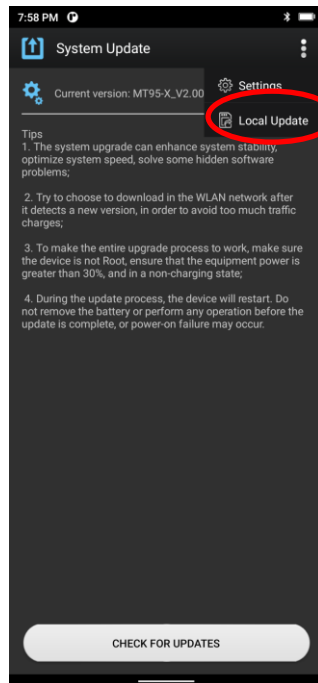 7:58 PM
System Update
Settings
Current version: MT95-X_V2.00
Local Update
Tips
1. The system upgrade can enhance system stability,
optimize system speed, solve some hidden software
problems;
2. Try to choose to download in the WLAN network after
it detects a new version, in order to avoid too much traffic
charges;
3. To make the entire upgrade process to work, make sure
the device is not Root, ensure that the equipment power is
greater than 30%, and in a non-charging
state;
4. During the update process, the device will restart. Do
not remove the battery or perform any operation before the
update is complete, or power-on failure may occur.
CHECK FOR UPDATES